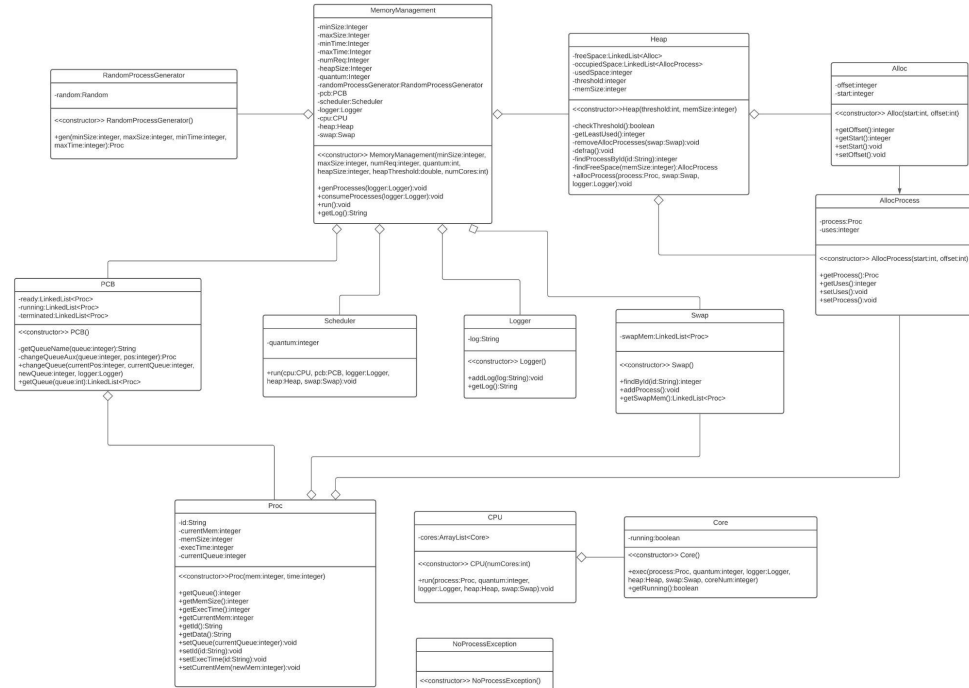 MemoryManagement
-minSize:Integer
-maxSize:Integer
-minTime:Integer
-maxTime:Integer
-numReq:Integer
-heapSize:Integer
-quantum:Integer
-randomProcessGenerator:RandomProcessGenerator
-pcb:PCB
-scheduler:Scheduler
-logger:Logger
-cpu:CPU
-heap:Heap
-swap:Swap
<<constructor>> MemoryManagement(minSize:integer,
maxSize:integer, numReq:integer, quantum:int,
heapSize:integer, heapThreshold:double, numCores:int)
+genProcesses(logger:Logger):void
+consumeProcesses(logger:Logger):void
+run():void
+getLog():String
RandomProcessGenerator
-random:Random
<<constructor>> RandomProcessGenerator()
+gen(minSize:integer, maxSize:integer, minTime:integer,
maxTime:integer):Proc
Heap
-freeSpace:LinkedList<Alloc>
-occupiedSpace:LinkedList<AllocProcess>
-usedSpace:integer
-threshold:integer
-memSize:integer
<<constructor>>Heap(threshold:int, memSize:integer)
-checkThreshold():boolean
-getLeastUsed():integer
-removeAllocProcesses(swap:Swap):void
-defrag():void
-findProcessById(id:String):integer
-findFreeSpace(memSize:integer):AllocProcess
+allocProcess(process:Proc, swap:Swap,
logger:Logger):void
Alloc
-offset:integer
-start:integer
<<constructor>> Alloc(start:int, offset:int)
+getOffset():integer
+getStart():integer
+setStart():void
+setOffset():void
AllocProcess
-process:Proc
-uses:integer
<<constructor>> AllocProcess(start:int, offset:int)
+getProcess():Proc
+getUses():Integer
+setUses():void
+setProcess():void
PCB
-ready:LinkedList<Proc>
-running:LinkedList<Proc>
-terminated:LinkedList<Proc>
<<constructor>> PCB()
-getQueueName(queue:integer):String
-changeQueueAux(queue:integer, pos:integer):Proc
+changeQueue(currentPos:integer, currentQueue:integer,
newQueue:integer, logger:Logger)
+getQueue(queue:int):LinkedList<Proc>
Scheduler
-quantum:integer
+run(cpu:CPU, pcb:PCB, logger:Logger,
heap:Heap, swap:Swap):void
Logger
-log:String
<<constructor>> Logger()
+addLog(log:String):void
+getLog():String
Swap
-swapMem:LinkedList<Proc>
<<constructor>> Swap()
+findById(id:String):integer
+addProcess():void
+getSwapMem():LinkedList<Proc>
Proc
-id:String
-currentMem:integer
-memSize:integer
-execTime:integer
-currentQueue:integer
<<constructor>>Proc(mem:integer, time:integer)
+getQueue():integer
+getMemSize():integer
+getExecTime():integer
+getCurrentMem:integer
+getId():String
+getData():String
+setQueue(currentQueue:integer):void
+setId(id:String):void
+setExecTime(id:String):void
+setCurrentMem(newMem:integer):void
CPU
-cores:ArrayList<Core>
<<constructor>> CPU(numCores:int)
+run(process:Proc, quantum:integer,
logger:Logger, heap:Heap, swap:Swap):void
Core
-running:boolean
<<constructor>> Core()
+exec(process:Proc, quantum:integer, logger:Logger,
heap:Heap, swap:Swap, coreNum:integer)
+getRunning():boolean
NoProcessException
<<constructor>> NoProcessException()